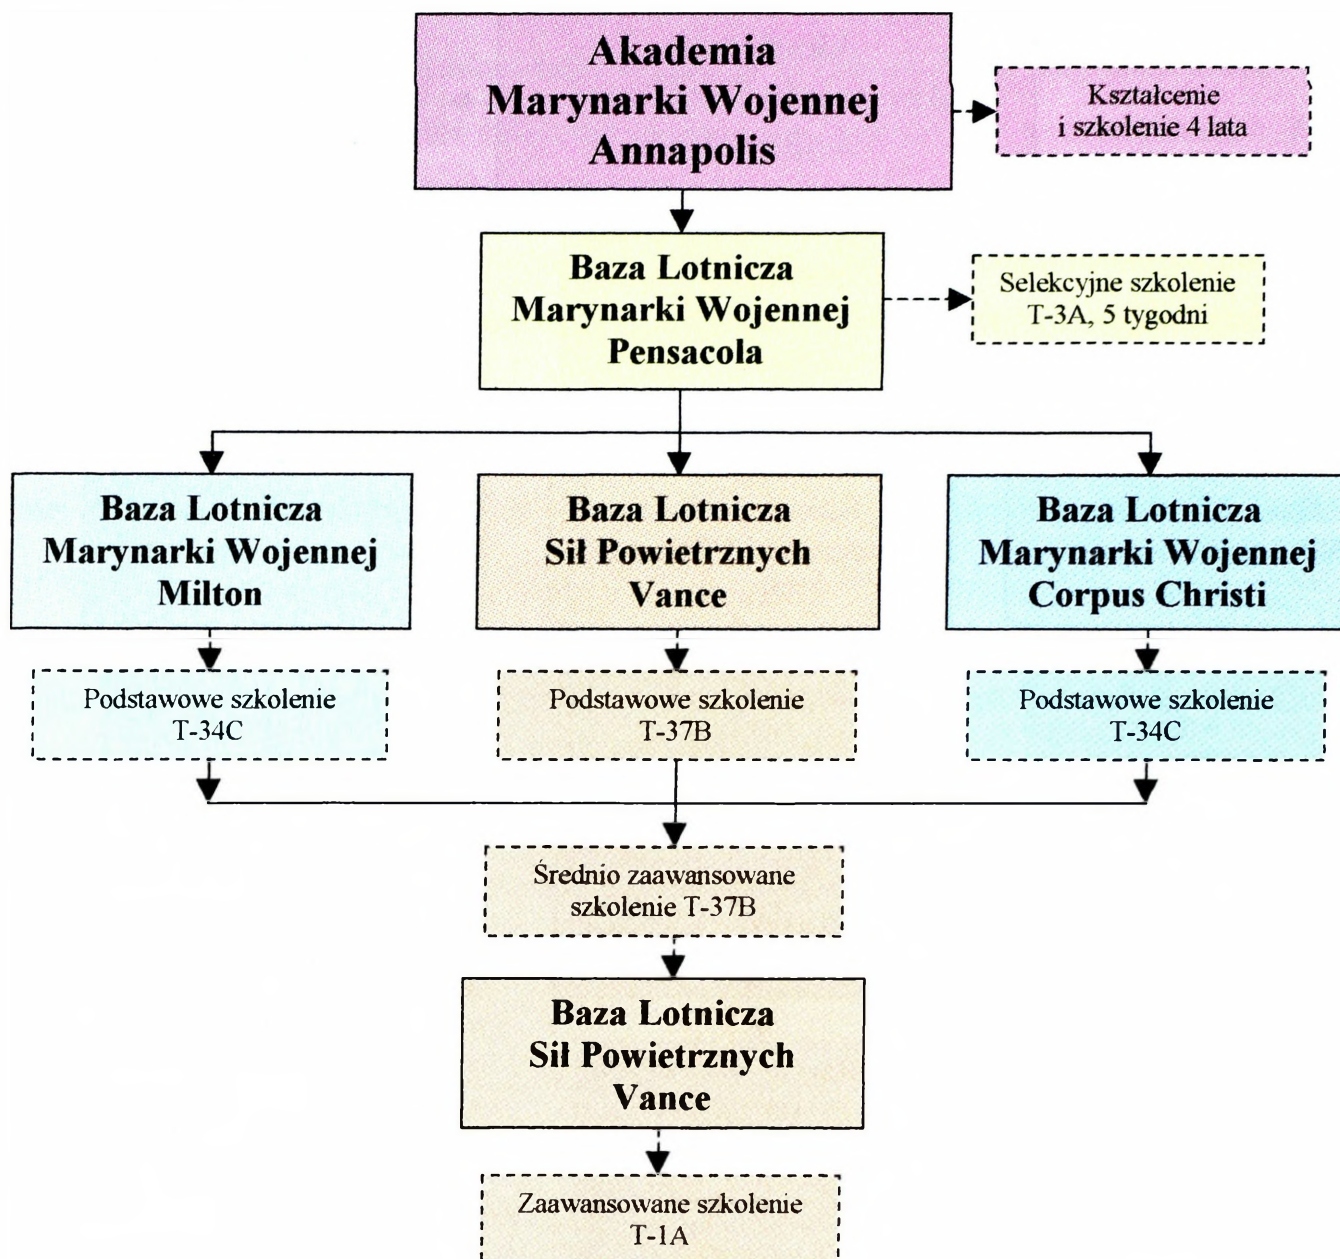 Akademia
Marynarki Wojennej
Annapolis
Kształcenie
i szkolenie 4 lata
Baza Lotnicza
Marynarki Wojennej
Pensacola
Selekcyjne szkolenie
T-3A, 5 tygodni
Baza Lotnicza
Marynarki Wojennej
Milton
Baza Lotnicza
Sił Powietrznych
Vance
Baza Lotnicza
Marynarki Wojennej
Corpus Christi
Podstawowe szkolenie
T-34C
Podstawowe szkolenie
T-37B
Podstawowe szkolenie
T-34C
Średnio zaawansowane
szkolenie T-37B
Baza Lotnicza
Sił Powietrznych
Vance
Zaawansowane szkolenie
T-1A